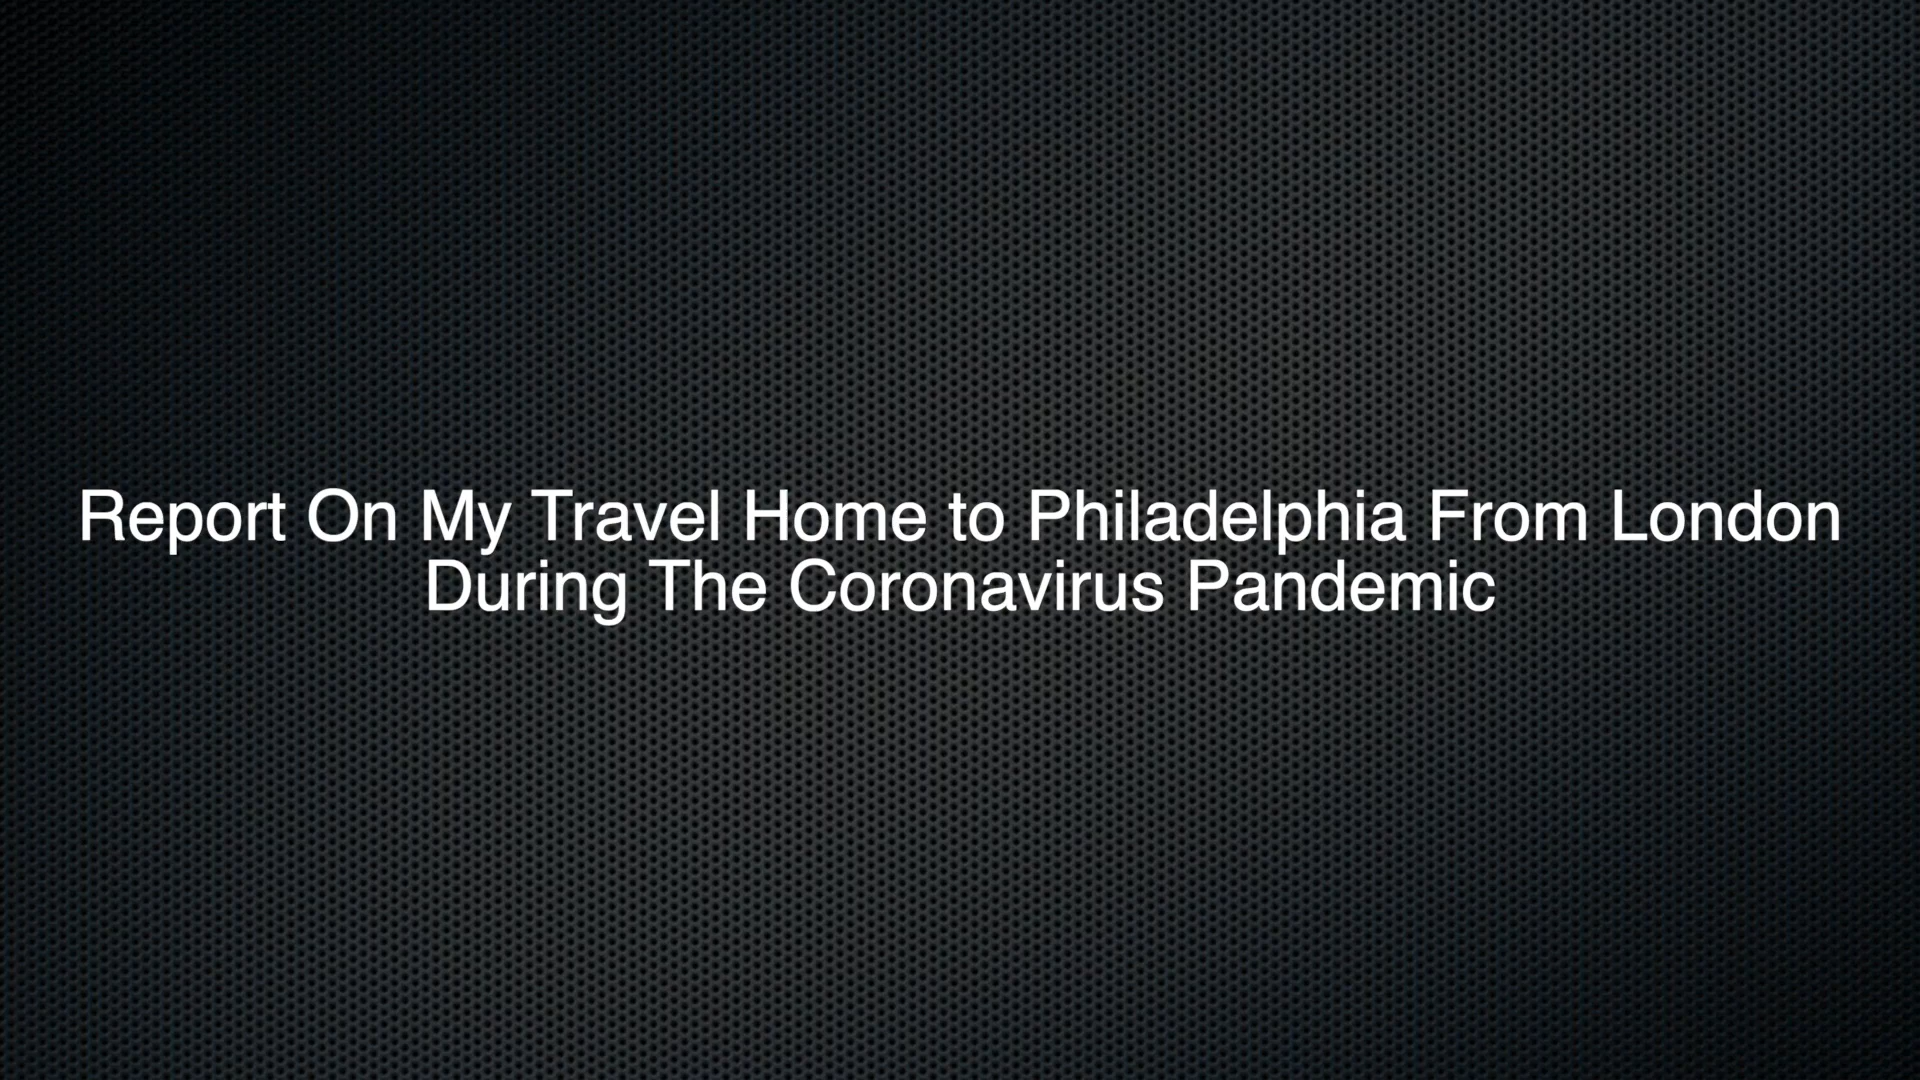 Report On My Travel Home to Philadelphia From London
During The Coronavirus Pandemic